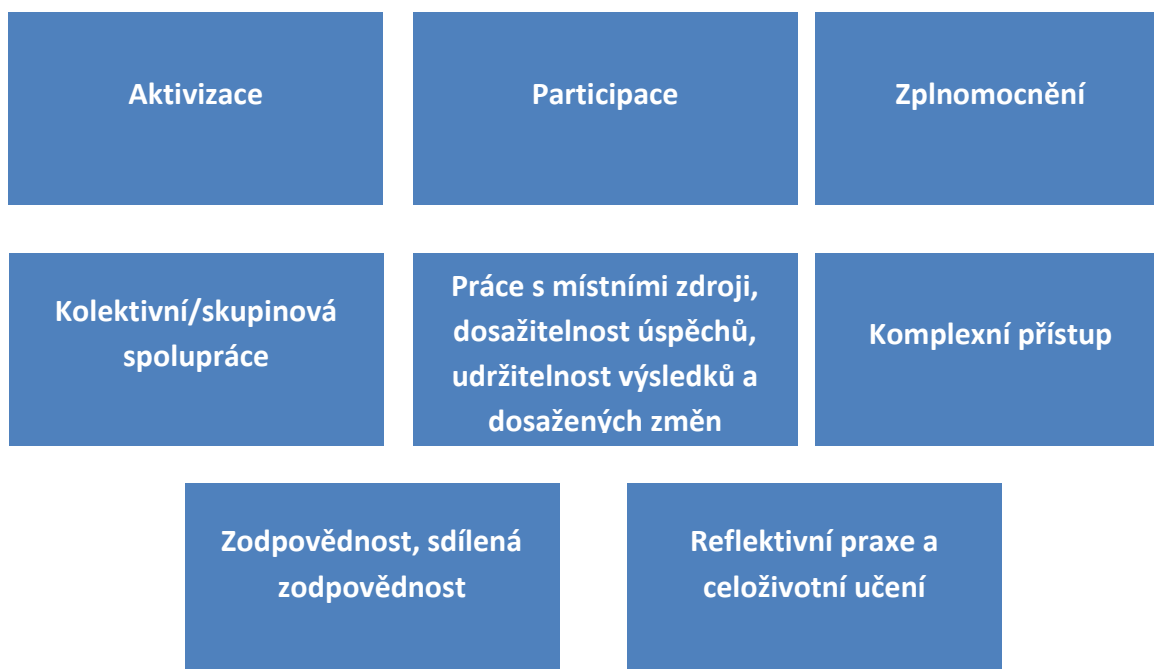 Aktivizace
Participace
Zplnomocnění
Kolektivní/skupinová
spolupráce
Práce s místními zdroji,
dosažitelnost úspěchů,
udržitelnost výsledků a
dosažených změn
Komplexní přístup
Zodpovědnost, sdílená
zodpovědnost
Reflektivní praxe a
celoživotní učení